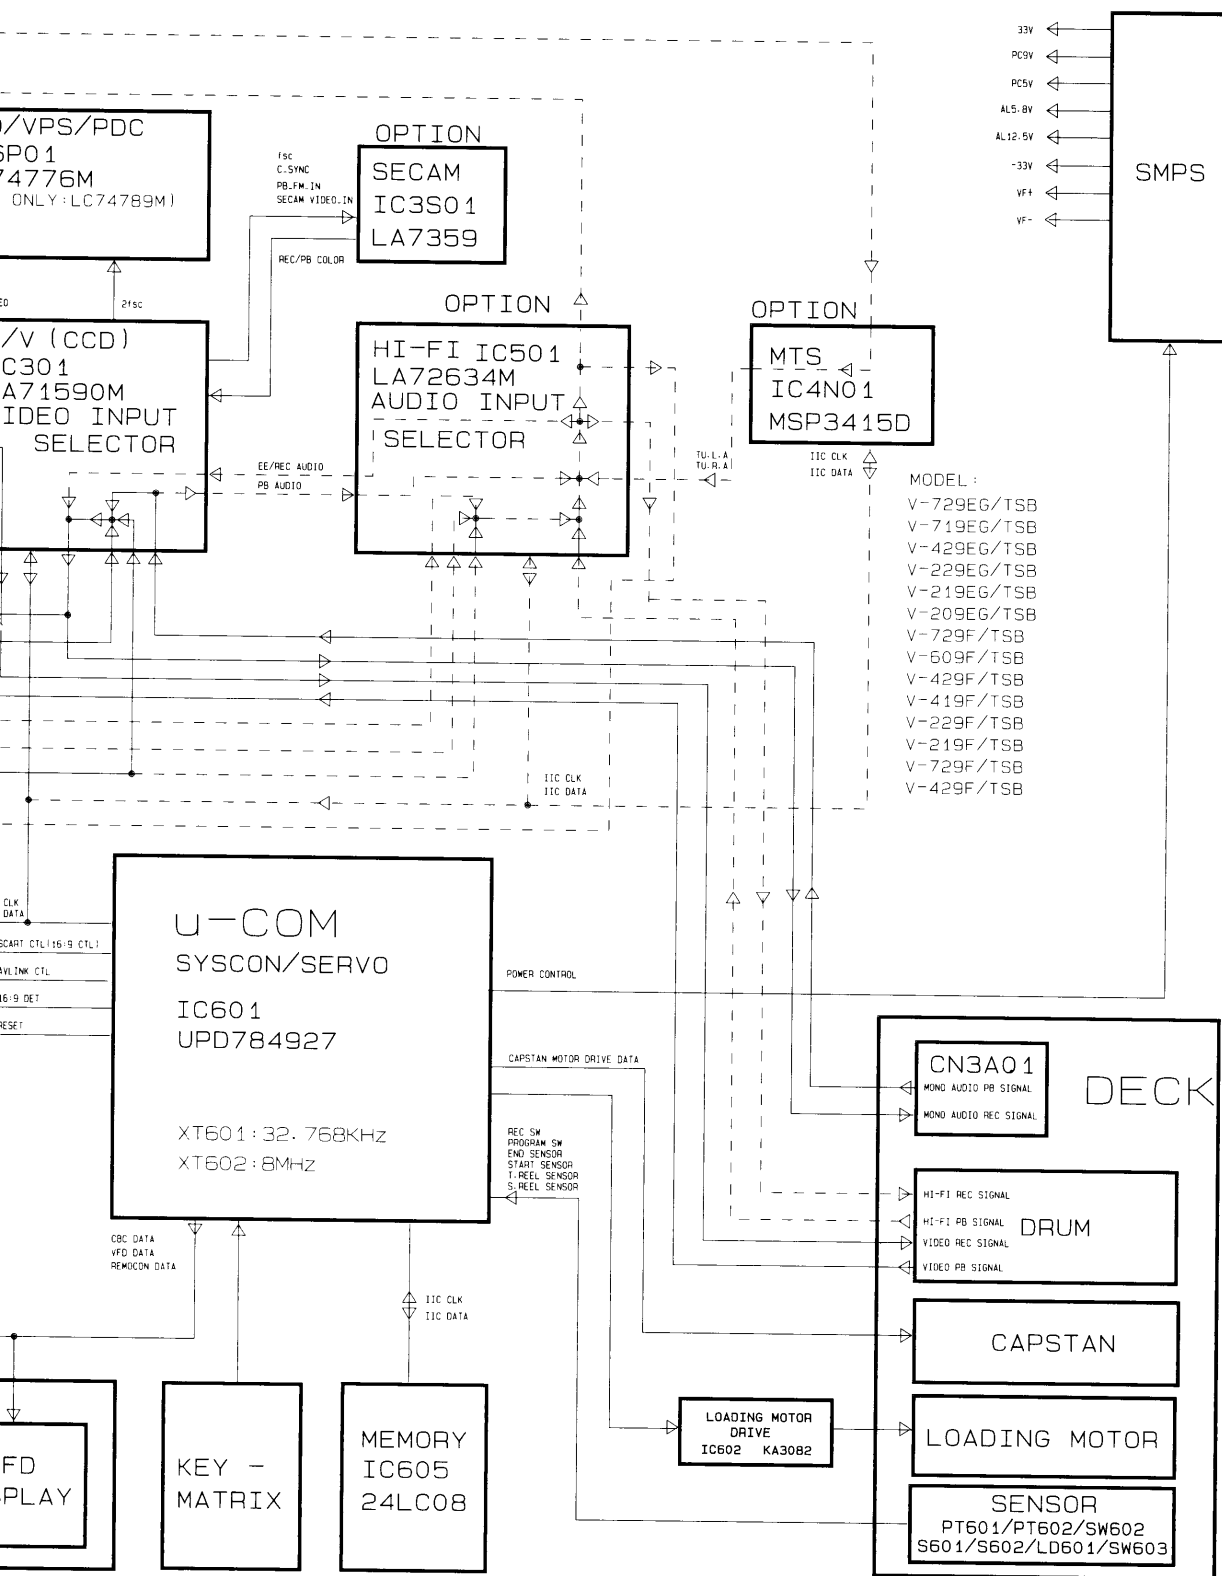 33V
PC9V
PC5V
AL5.8V
AL12.5V
-33V
VF+
VF-
SMPS
/VPS/PDC
6P01
74776M
ONLY:LC74789M)
OPTION
SECAM
IC3S01
LA7359
fsc
C.SYNC
PB_FM_IN
SECAM VIDEO_IN
REC/PB COLOR
2fsc
/V (CCD)
C301
A71590M
IDEO INPUT
SELECTOR
OPTION
HI-FI IC501
LA72634M
AUDIO INPUT
SELECTOR
EE/REC AUDIO
PB AUDIO
OPTION
MTS
IC4N01
MSP3415D
TU.L.A
TU.R.A
IIC CLK
IIC DATA
MODEL :
V-729EG/TSB
V-719EG/TSB
V-429EG/TSB
V-229EG/TSB
V-219EG/TSB
V-209EG/TSB
V-729F/TSB
V-609F/TSB
V-429F/TSB
V-419F/TSB
V-229F/TSB
V-219F/TSB
V-729F/TSB
V-429F/TSB
IIC CLK
IIC DATA
CLK
DATA
SCART CTL(16:9 CTL)
AVLINK CTL
16:9 DET
RESET
u-COM
SYSCON/SERVO
IC601
UPD784927
XT601:32.768KHz
XT602:8MHz
POWER CONTROL
CAPSTAN MOTOR DRIVE DATA
REC SW
PROGRAM SW
END SENSOR
START SENSOR
T.REEL SENSOR
S.REEL SENSOR
CBC DATA
VFD DATA
REMOCON DATA
IIC CLK
IIC DATA
DECK
CN3A01
MONO AUDIO PB SIGNAL
MONO AUDIO REC SIGNAL
HI-FI REC SIGNAL
HI-FI PB SIGNAL
VIDEO REC SIGNAL
VIDEO PB SIGNAL
DRUM
CAPSTAN
LOADING MOTOR
DRIVE
IC602 KA3082
LOADING MOTOR
SENSOR
PT601/PT602/SW602
S601/S602/LD601/SW603
FD
PLAY
KEY -
MATRIX
MEMORY
IC605
24LC08